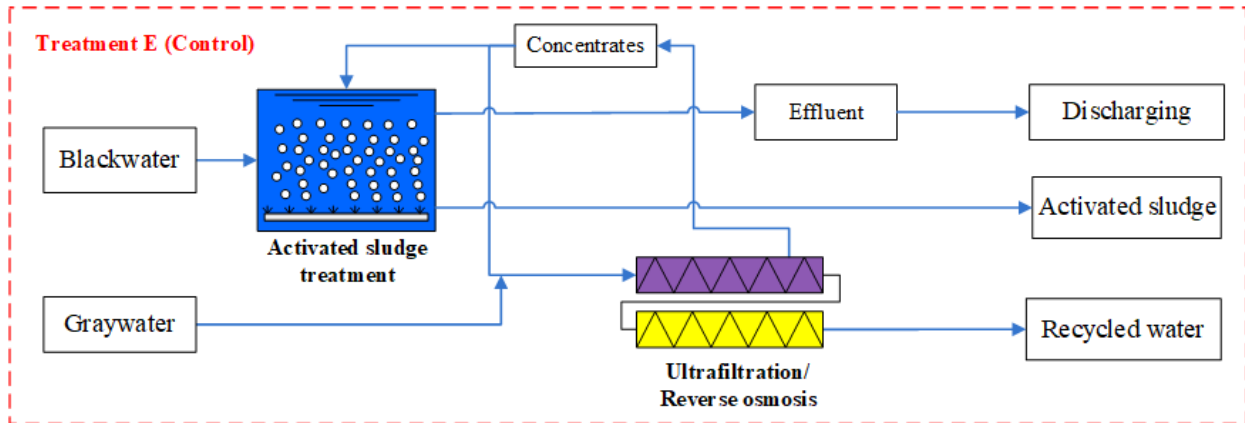 Treatment E (Control)
Concentrates
Blackwater
Effluent
Discharging
Activated sludge
Activated sludge
treatment
Graywater
Recycled water
Ultrafiltration/
Reverse osmosis